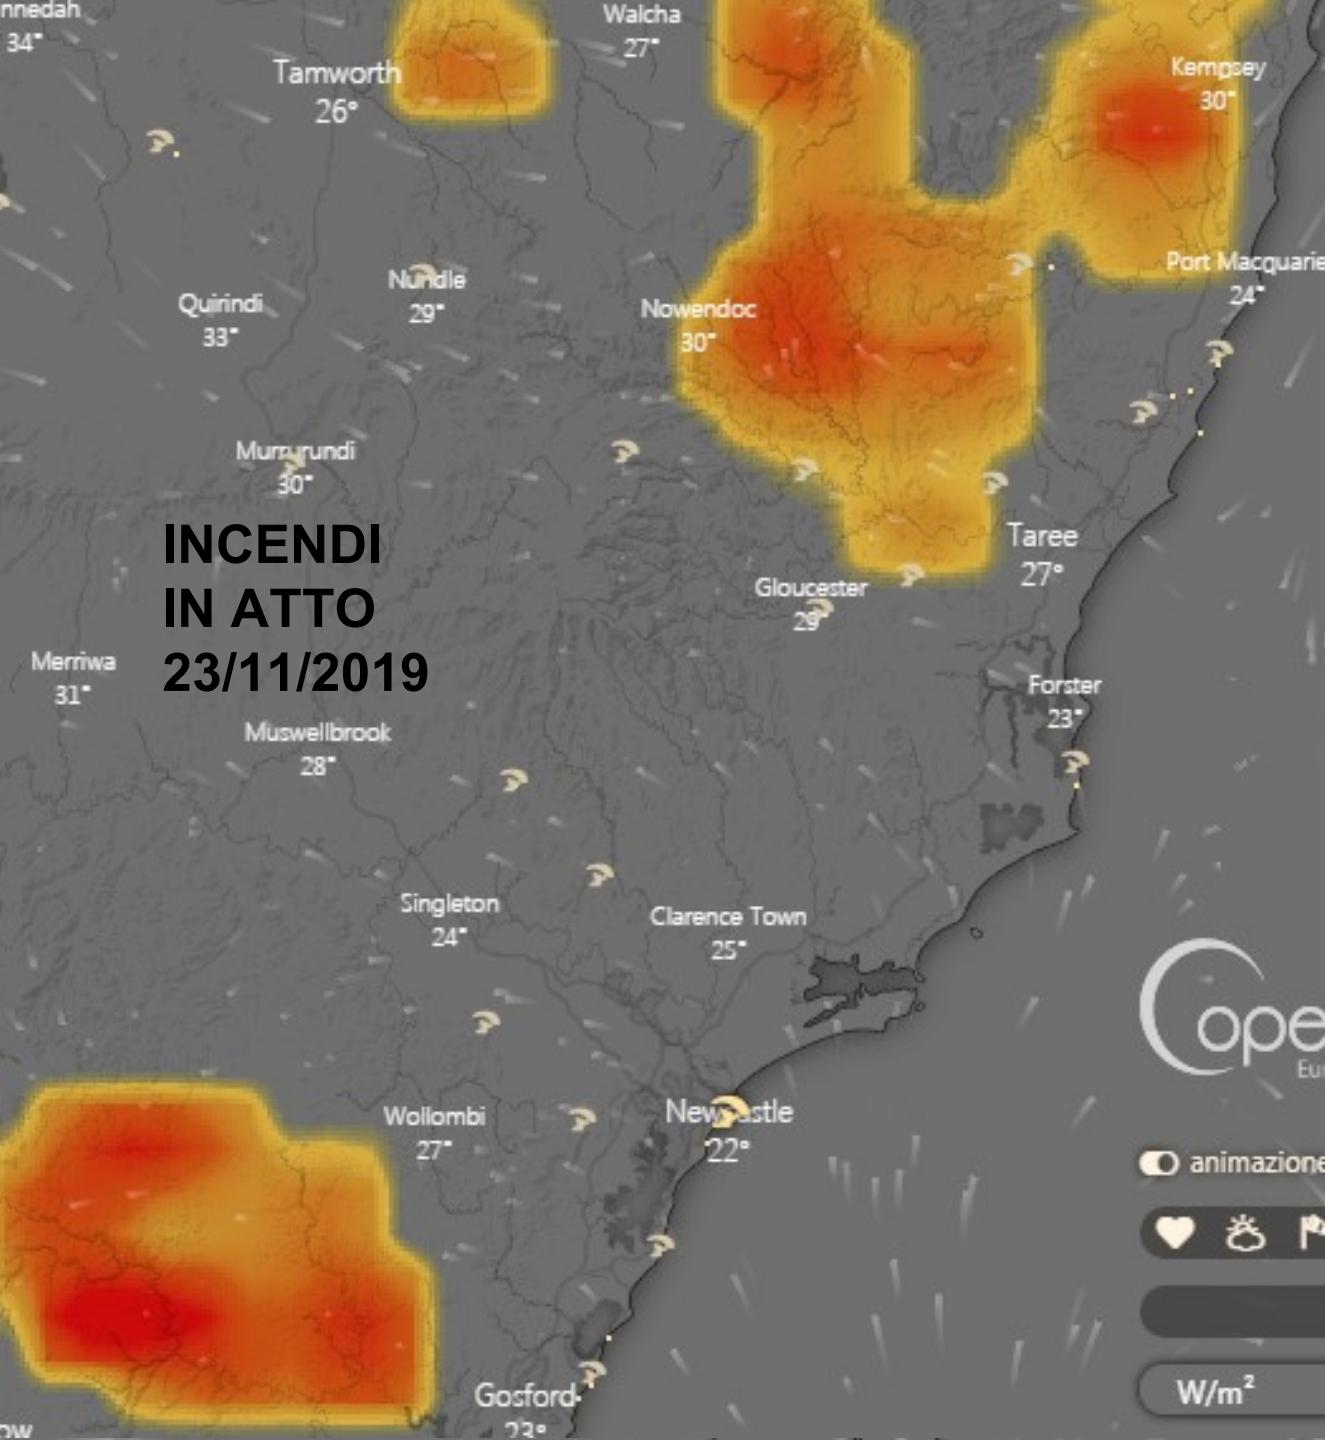 Walcha
27°
34°
Tamworth
26°
Kempsey
30°
Nundle
29°
Port Macquarie
24°
Quirindi
33°
Nowendoc
30°
Murrurundi
30°
INCENDI
IN ATTO
23/11/2019
Taree
27°
Gloucester
29°
Merriwa
31°
Forster
23°
Muswellbrook
28°
Singleton
24°
Clarence Town
25°
ope
Wollombi
27°
Newcastle
22°
animazione
W/m²
Gosford
23°